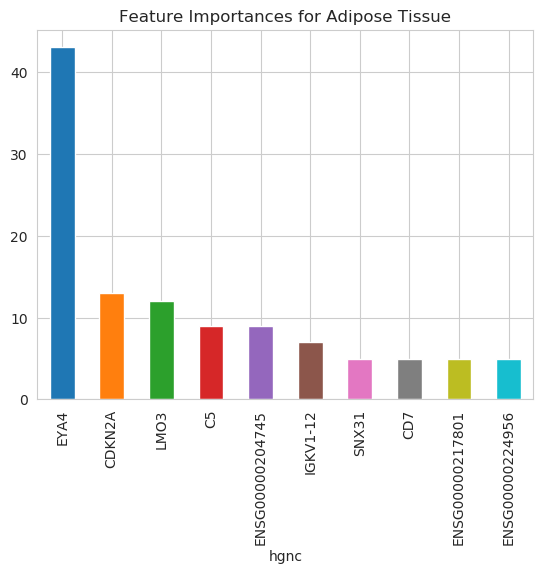 Feature Importances for Adipose Tissue
40
30
20
10
0
EYA4
CDKN2A
LMO3
C5
ENSG00000204745
IGKV1-12
SNX31
CD7
ENSG00000217801
ENSG00000224956
hgnc